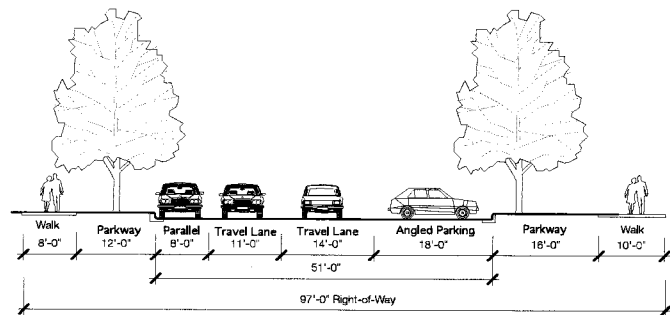 Walk Parkway Parallel Travel Lane Travel Lane Angled Parking Parkway Walk
8'-0" 12'-0" 8'-0" 11'-0" 14'-0" 18'-0" 16'-0" 10'-0"
51'-0"
97'-0" Right-of-Way